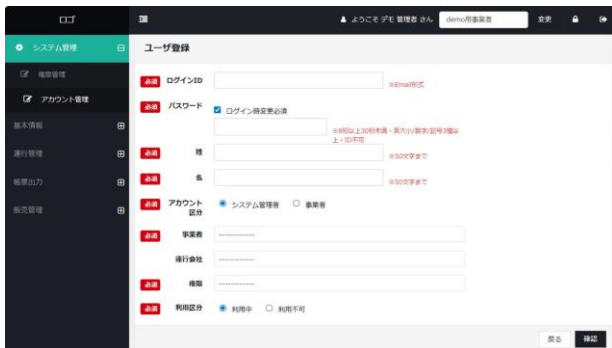 ロゴ
ようこそ デモ 管理者 さん
demo用事業者
変更
システム管理
権限管理
アカウント管理
基本情報
運行管理
帳票出力
販売管理
ユーザ登録
必須 ログインID ※Email形式
必須 パスワード ログイン時変更必須
※8桁以上30桁未満・英大小/数字/記号3種以
上・ID不可
必須 姓 ※50文字まで
必須 名 ※50文字まで
必須 アカウント
区分 システム管理者 事業者
必須 事業者 ------------
運行会社 ------------
必須 権限 ------------
必須 利用区分 利用中 利用不可
戻る 確認